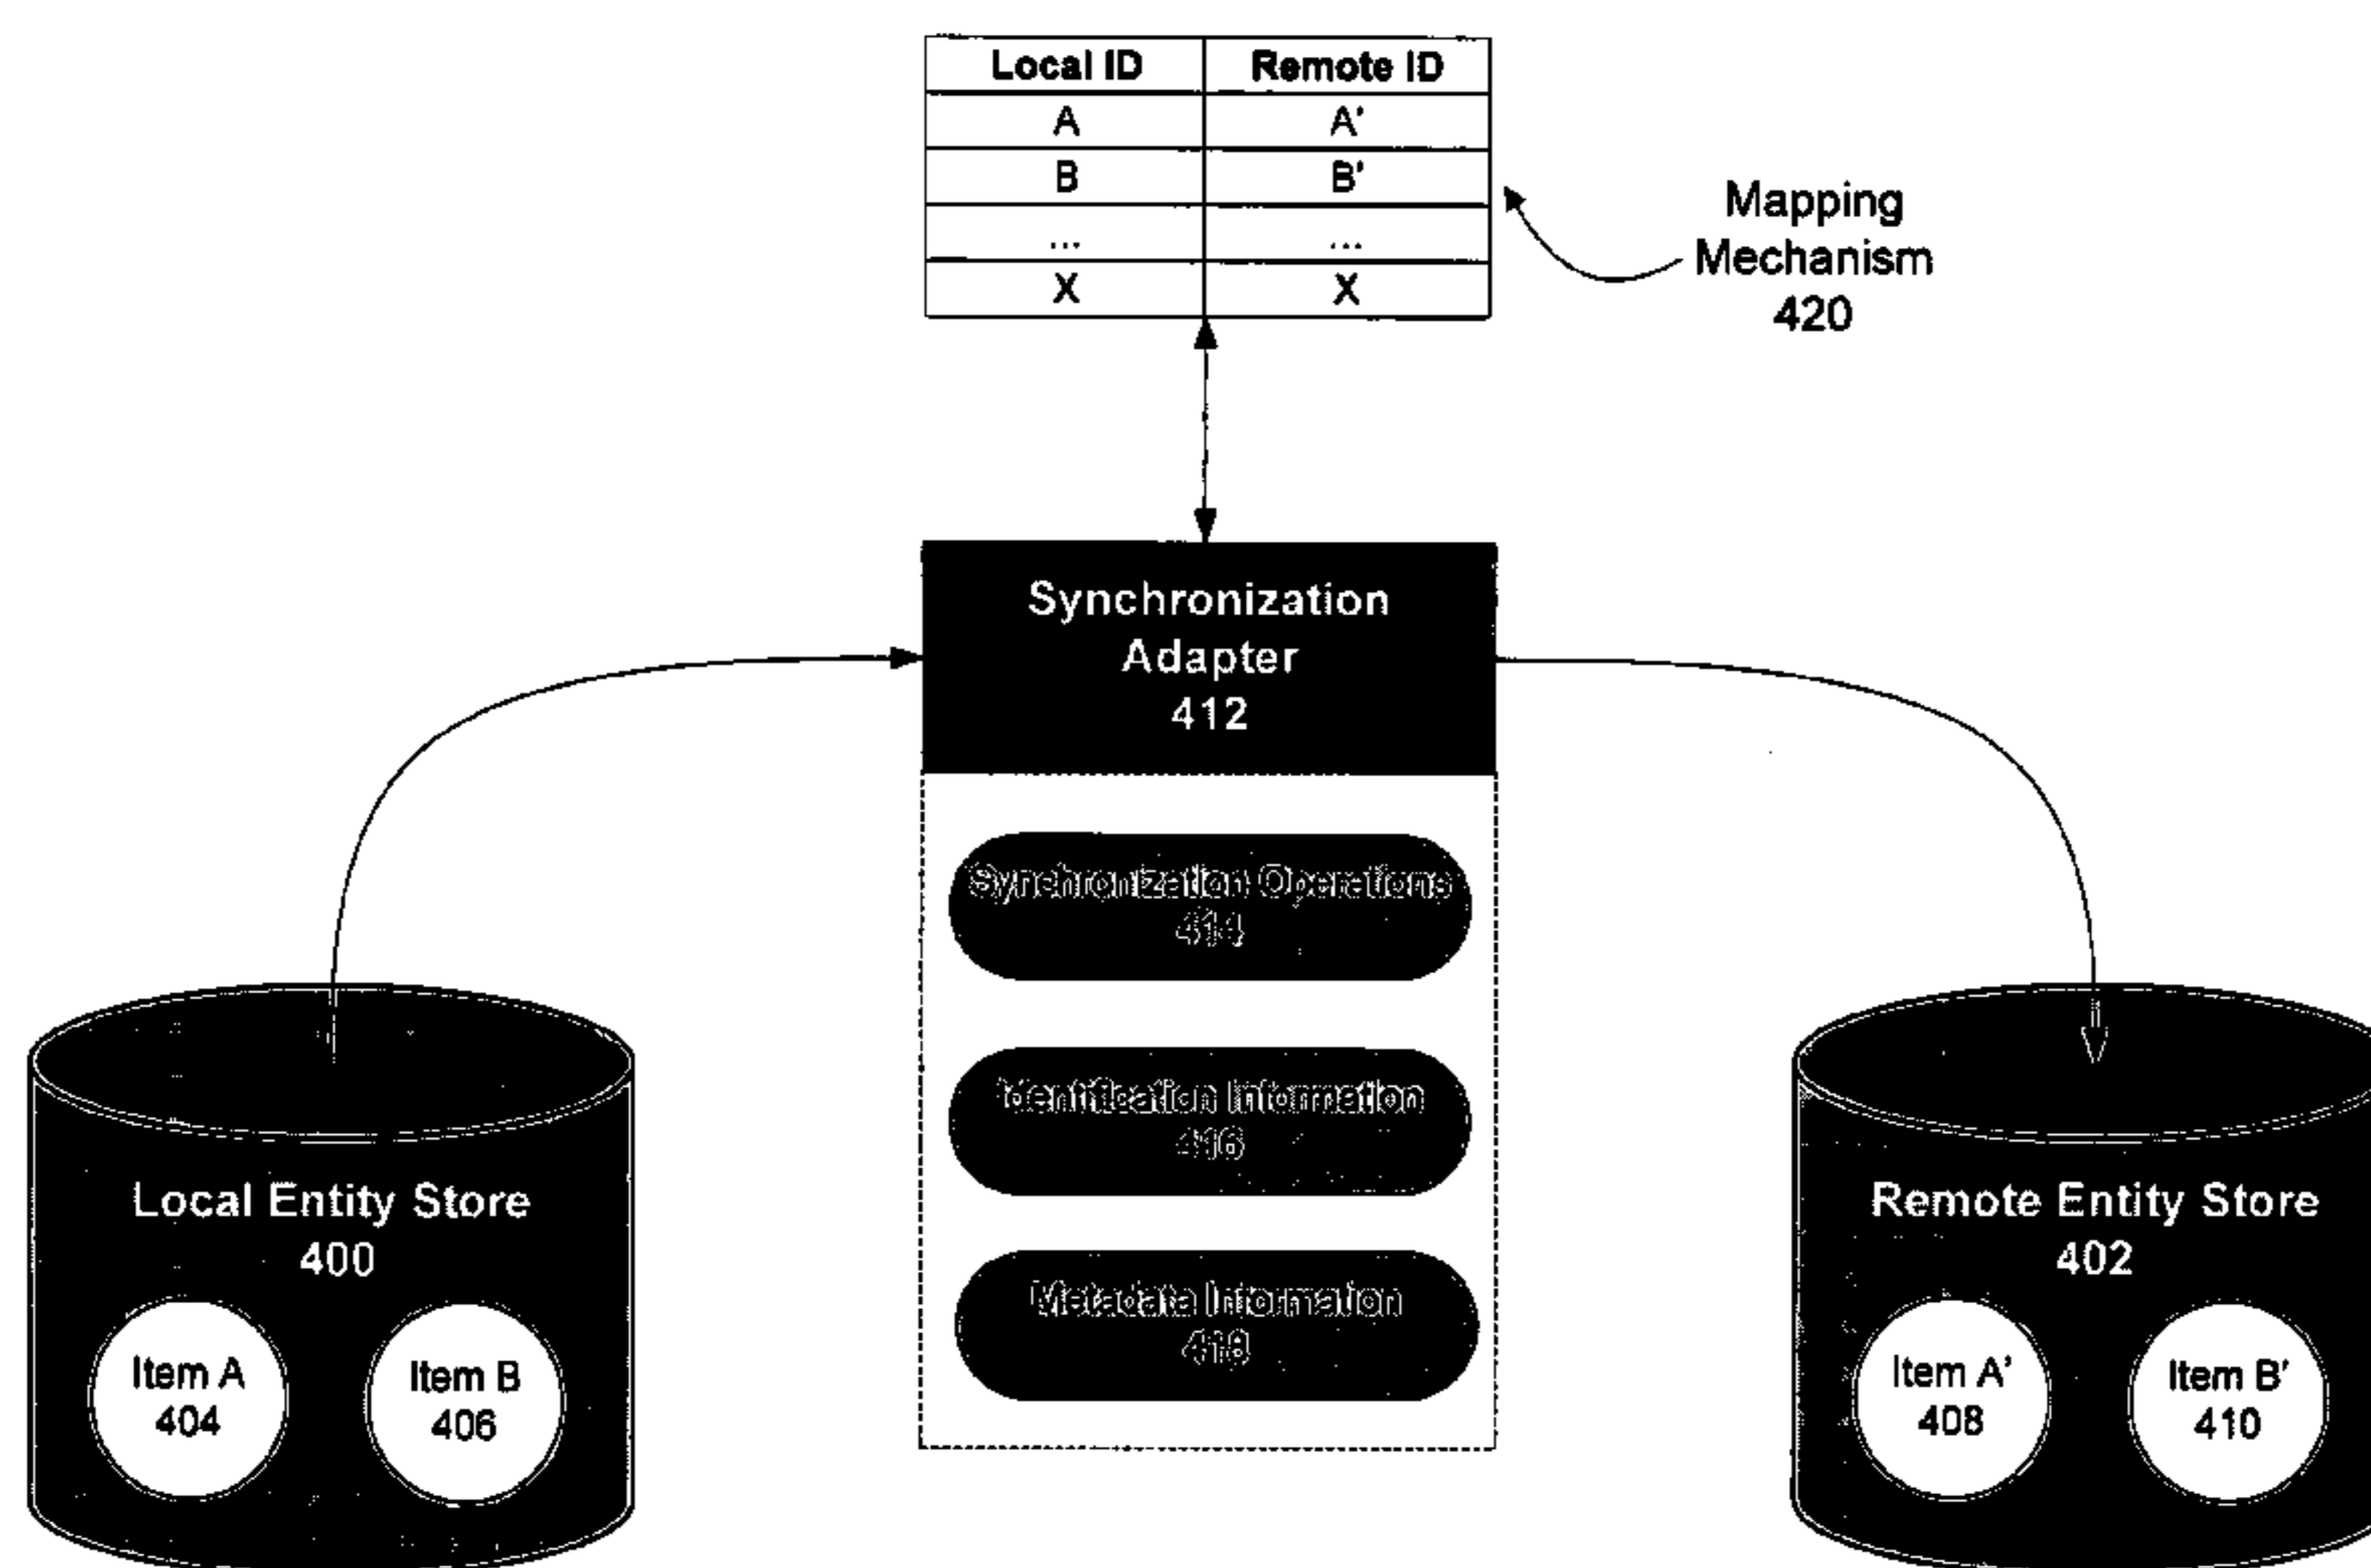 Local ID Remote ID
A A'
B B'
... ...
X X
Mapping
Mechanism
420
Synchronization
Adapter
412
Synchronization Operations
414
Identification Information
416
Metadata Information
418
Local Entity Store
400
Item A
404
Item B
406
Remote Entity Store
402
Item A'
408
Item B'
410